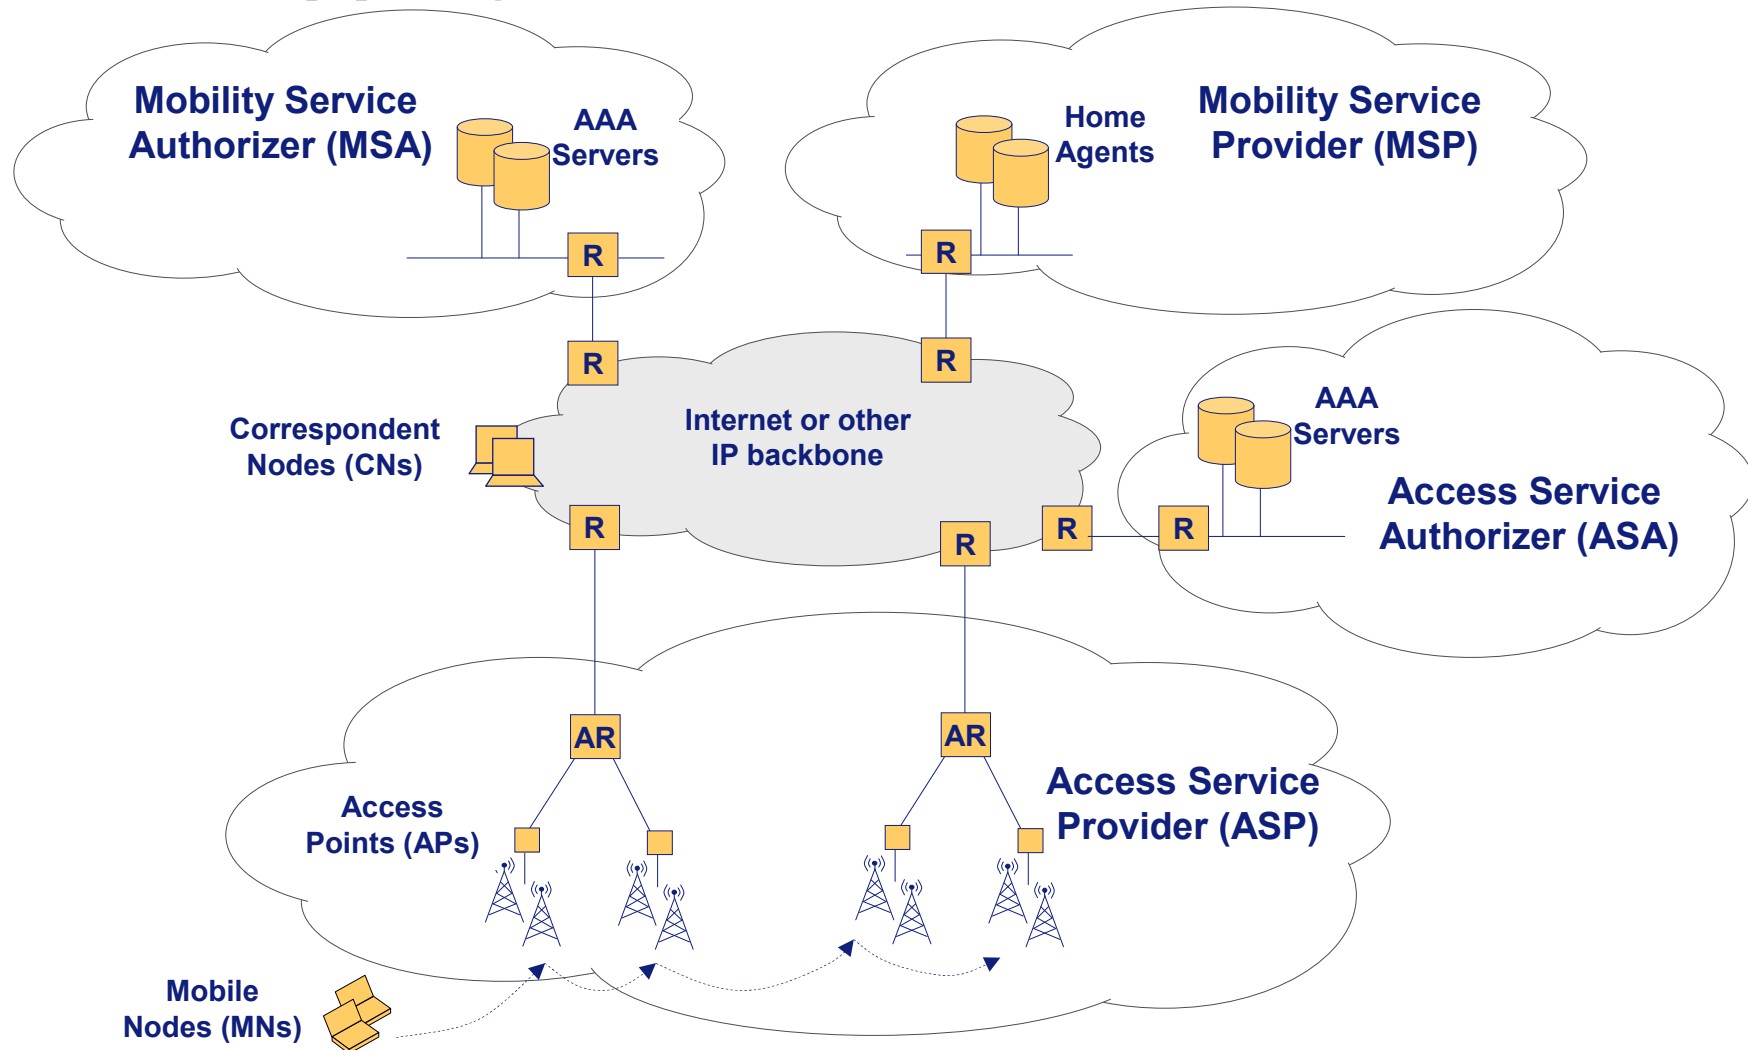 Mobility Service
Authorizer (MSA)
AAA
Servers
R
Home
Agents
Mobility Service
Provider (MSP)
R
R
R
Internet or other
IP backbone
Correspondent
Nodes (CNs)
AAA
Servers
Access Service
Authorizer (ASA)
R
R
R
R
AR
AR
Access Service
Provider (ASP)
Access
Points (APs)
Mobile
Nodes (MNs)